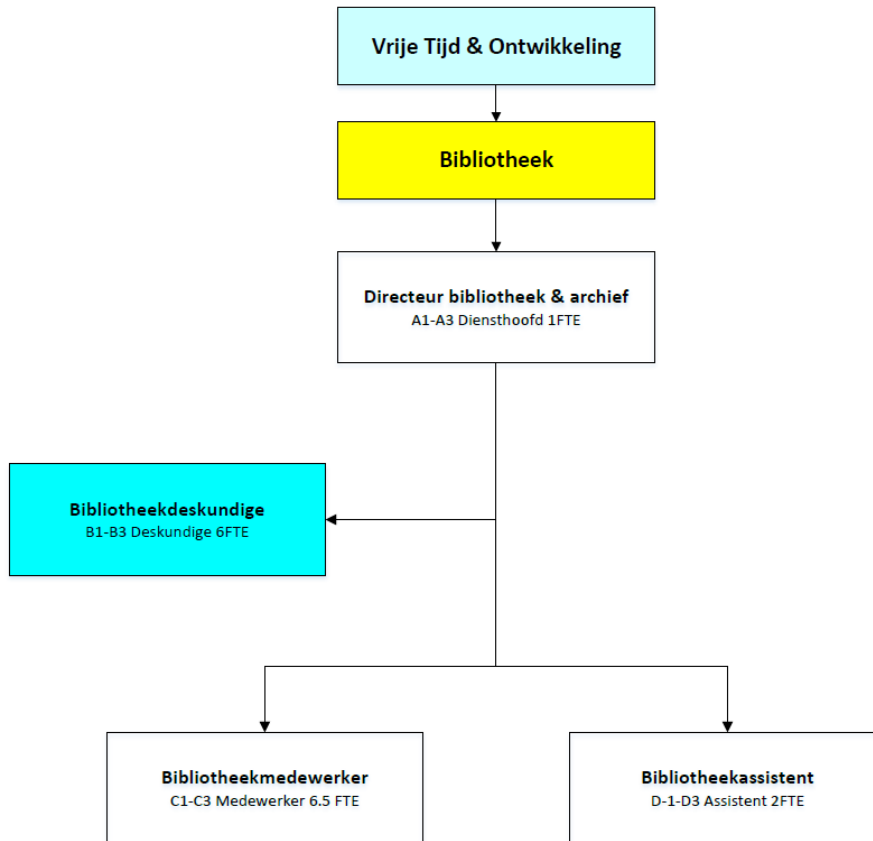 Vrije Tijd & Ontwikkeling
Bibliotheek
Directeur bibliotheek & archief
A1-A3 Diensthoofd 1FTE
Bibliotheekdeskundige
B1-B3 Deskundige 6FTE
Bibliotheekmedewerker
C1-C3 Medewerker 6.5 FTE
Bibliotheekassistent
D-1-D3 Assistent 2FTE